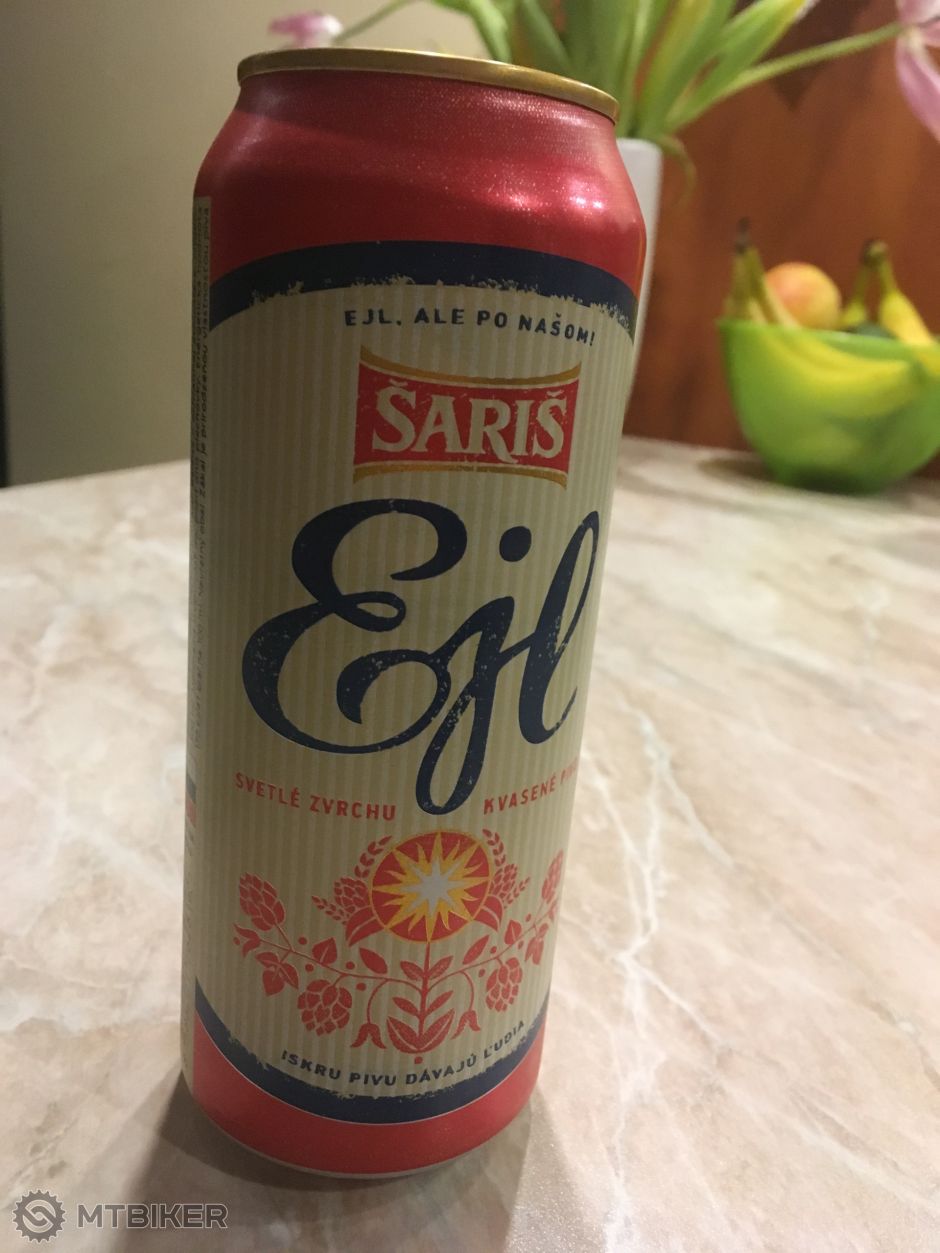 EJL, ALE PO NAŠOM!
ŠARIŠ
Ejl
SVETLÉ ZVRCHU KVASENÉ
ISKRU PIVU DÁVAJÚ ĽUDIA
MTBIKER